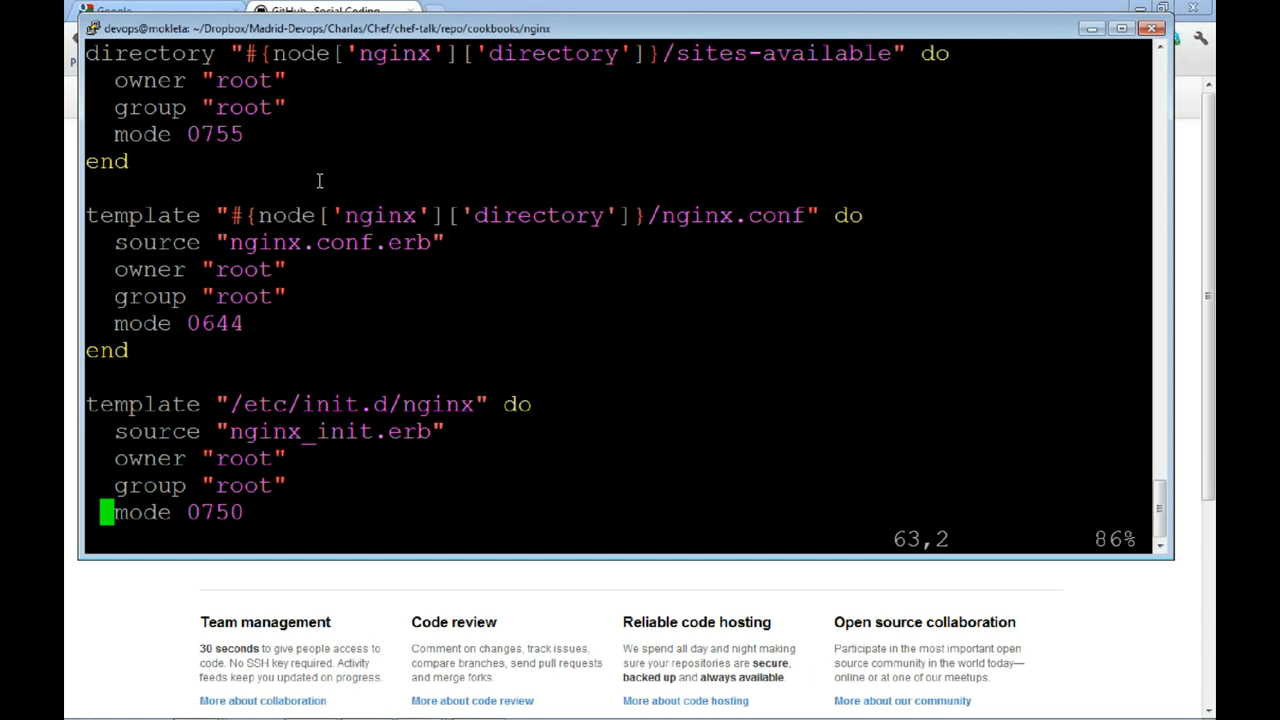 Google
GitHub · Social Coding
devops@mokleta: ~/Dropbox/Madrid-Devops/Charlas/Chef/chef-talk/repo/cookbooks/nginx
directory "#{node['nginx']['directory']}/sites-available" do
  owner "root"
  group "root"
  mode 0755
end
template "#{node['nginx']['directory']}/nginx.conf" do
  source "nginx.conf.erb"
  owner "root"
  group "root"
  mode 0644
end
template "/etc/init.d/nginx" do
  source "nginx_init.erb"
  owner "root"
  group "root"
  mode 0750
63,2 86%
Team management
30 seconds to give people access to
code. No SSH key required. Activity
feeds keep you updated on progress.
More about collaboration
Code review
Comment on changes, track issues,
compare branches, send pull requests
and merge forks.
More about code review
Reliable code hosting
We spend all day and night making
sure your repositories are secure,
backed up and always available.
More about code hosting
Open source collaboration
Participate in the most important open
source community in the world today—
online or at one of our meetups.
More about our community